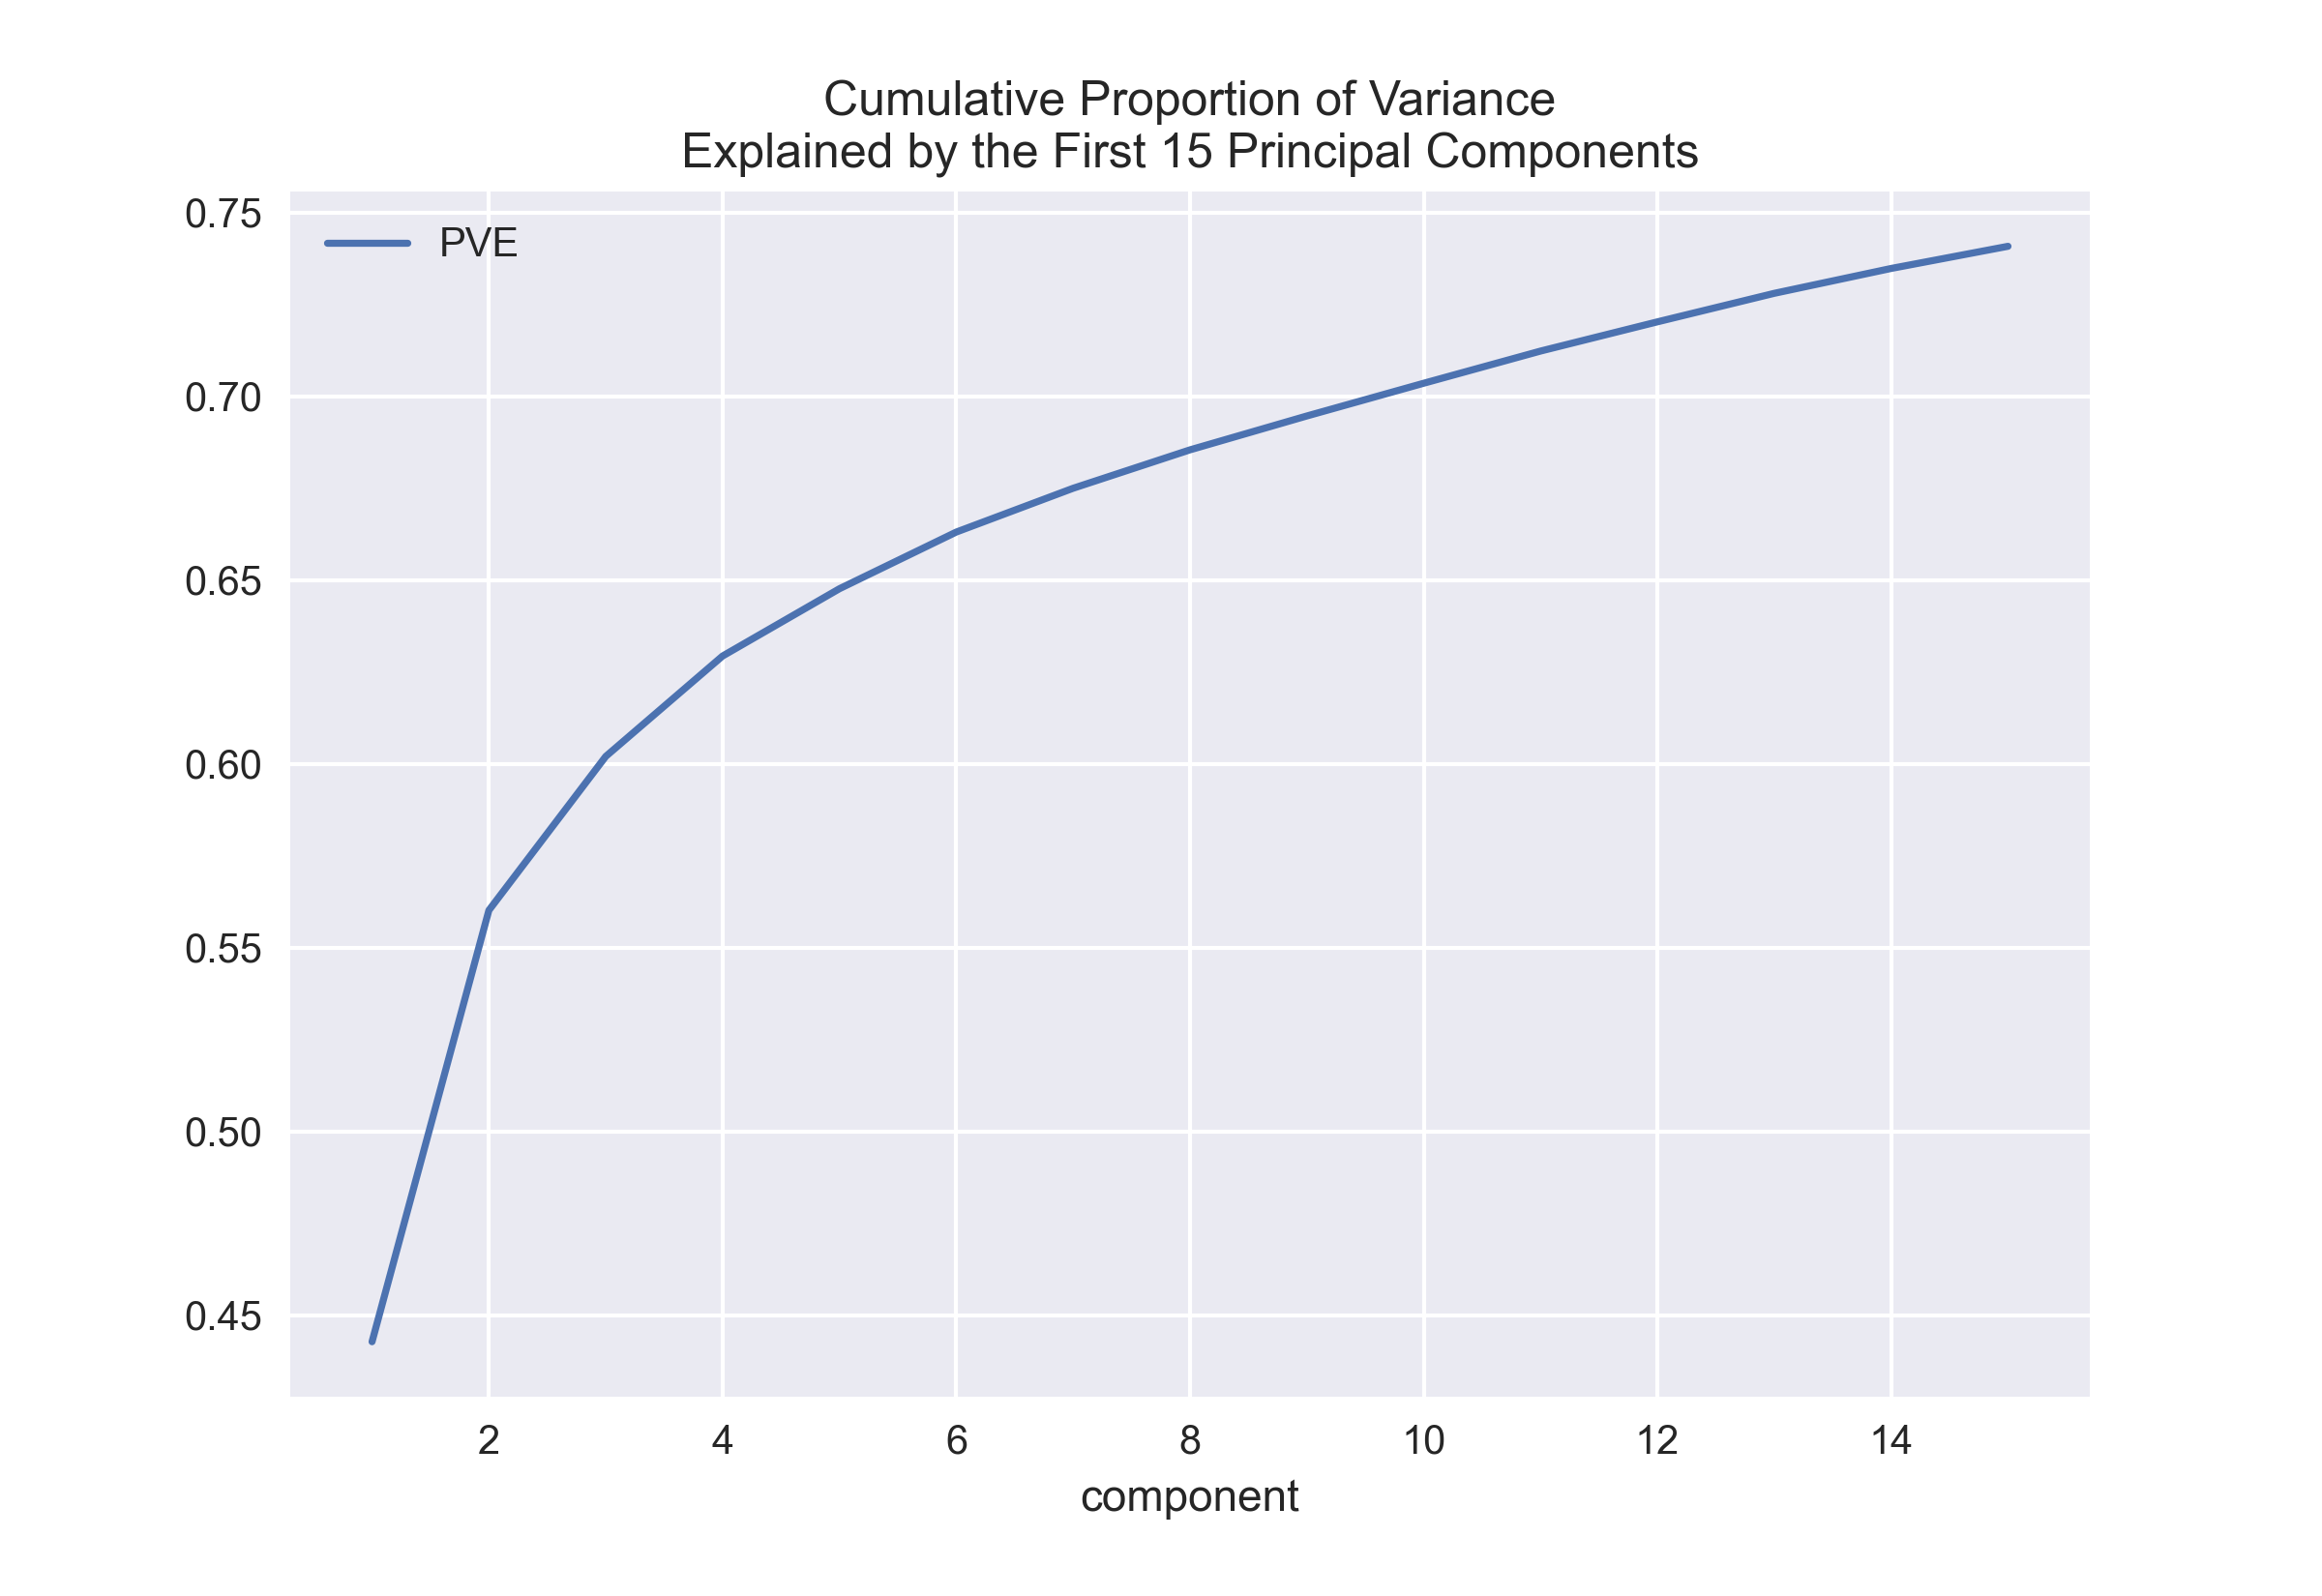 Cumulative Proportion of Variance
Explained by the First 15 Principal Components
0.75
PVE
0.70
0.65
0.60
0.55
0.50
0.45
2 4 6 8 10 12 14
component